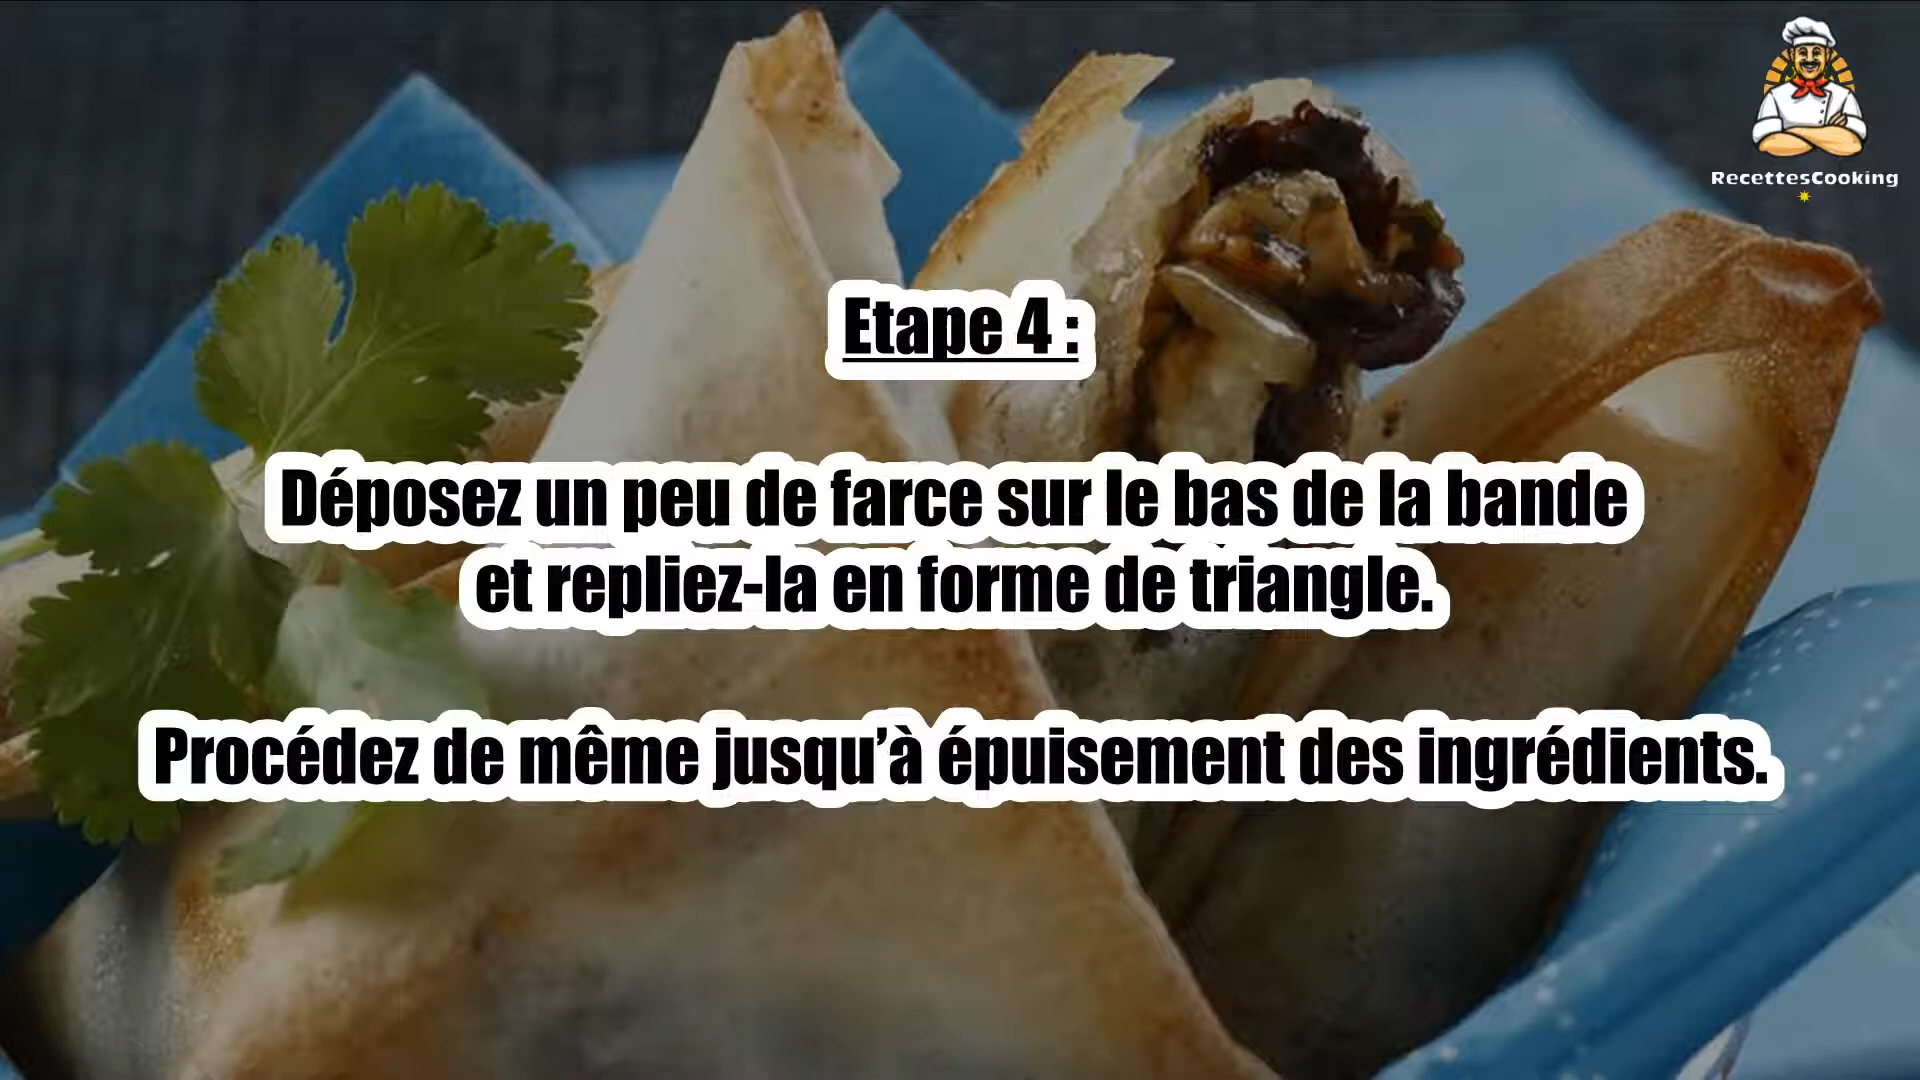 RecettesCooking
Etape 4 :
Déposez un peu de farce sur le bas de la bande
et repliez-la en forme de triangle.
Procédez de même jusqu’à épuisement des ingrédients.